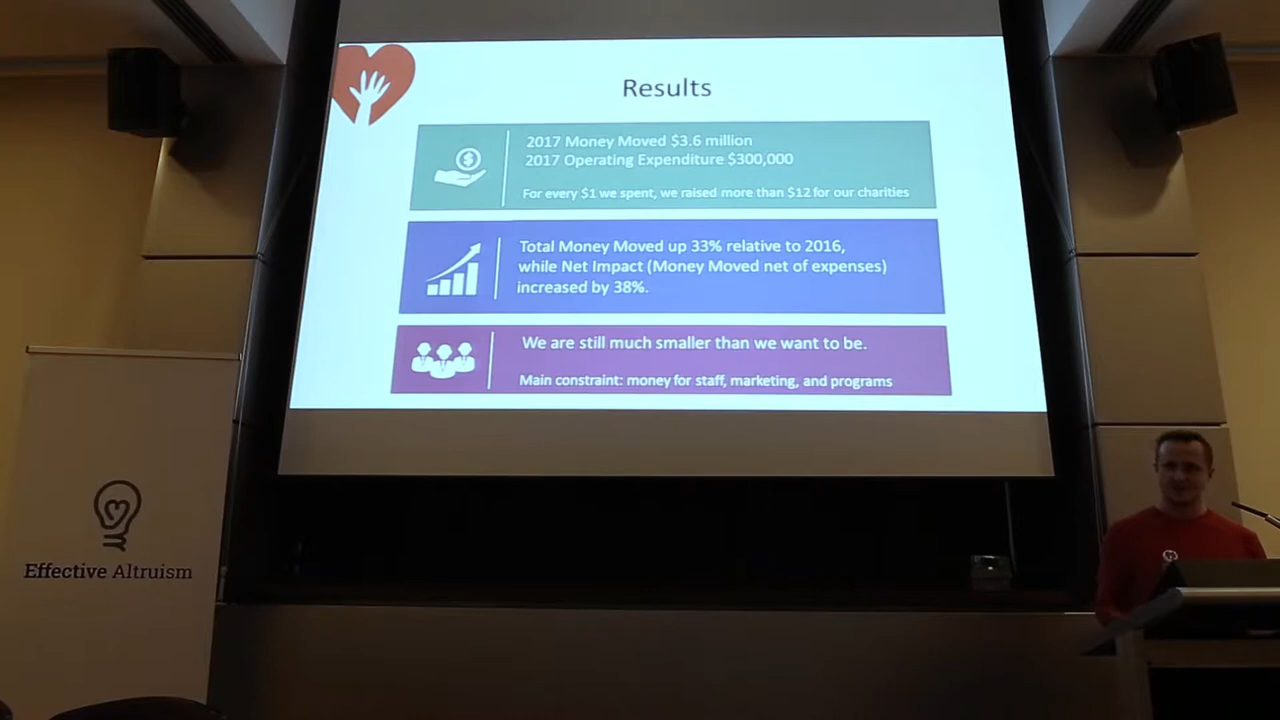 Results
2017 Money Moved $3.6 million
2017 Operating Expenditure $300,000
For every $1 we spent, we raised more than $12 for our charities
Total Money Moved up 33% relative to 2016,
while Net Impact (Money Moved net of expenses)
increased by 38%.
We are still much smaller than we want to be.
Main constraint: money for staff, marketing, and programs
Effective Altruism